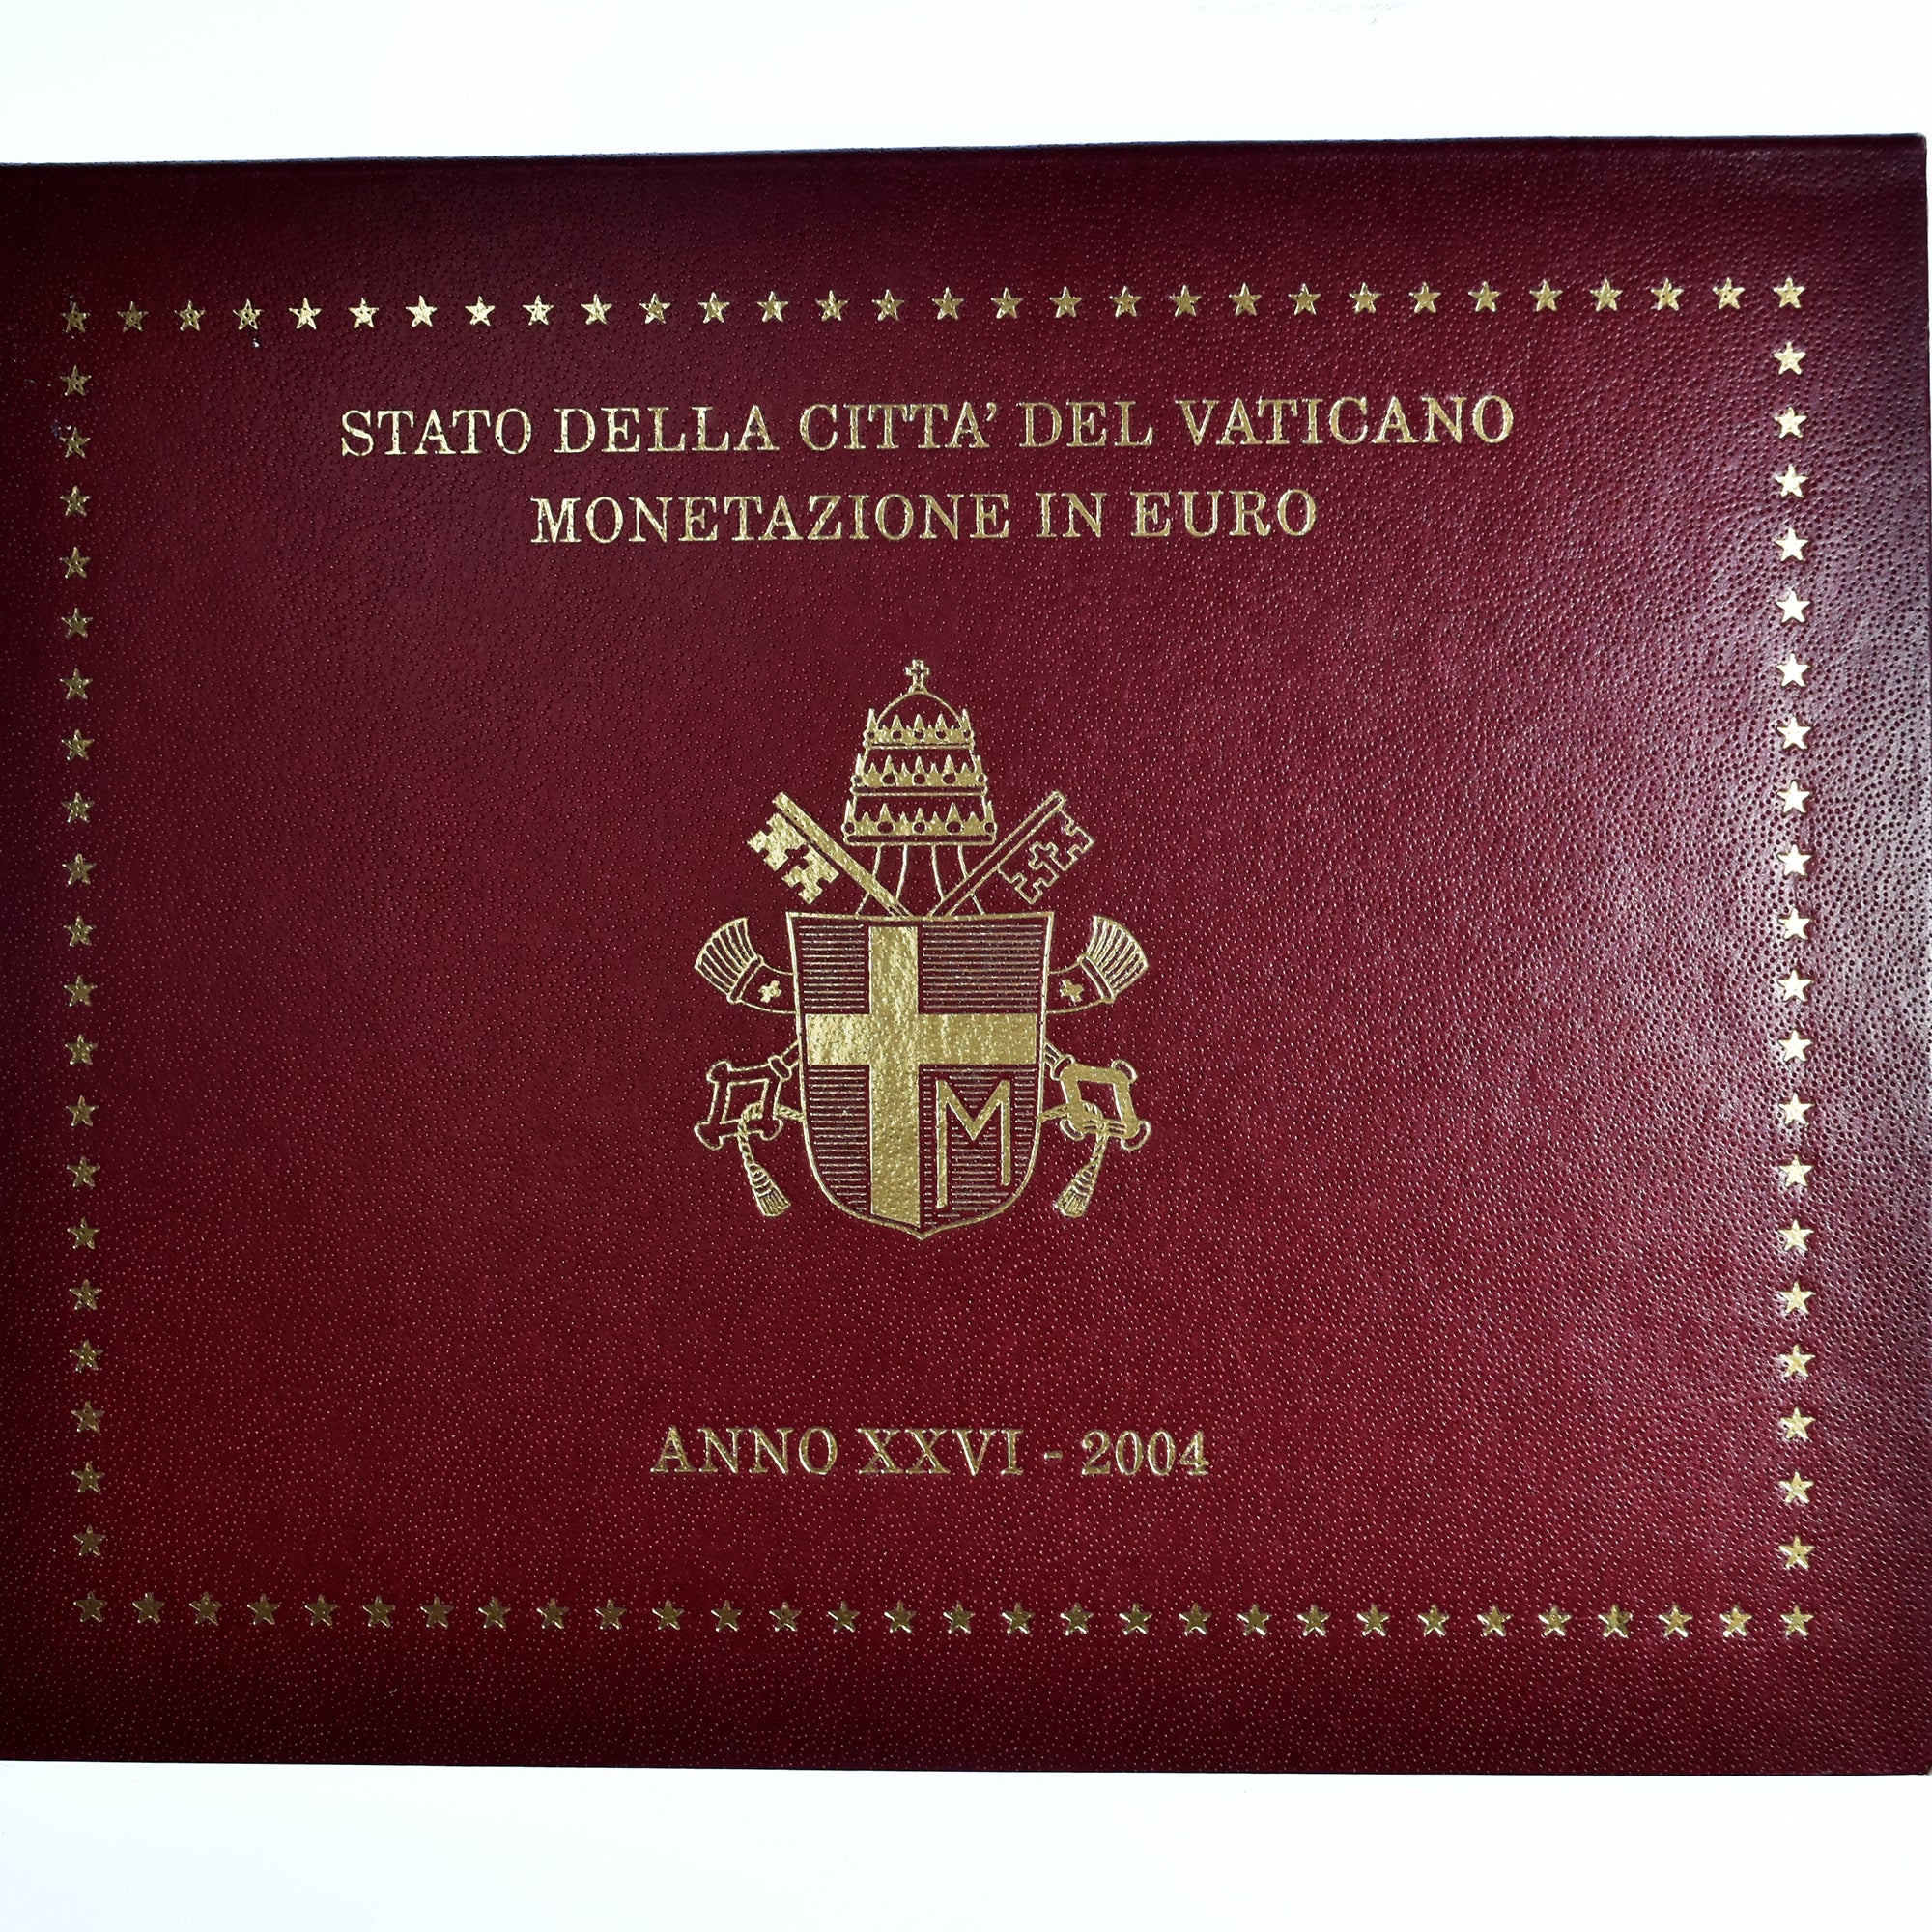 STATO DELLA CITTA' DEL VATICANO
MONETAZIONE IN EURO
M
ANNO XXVI - 2004